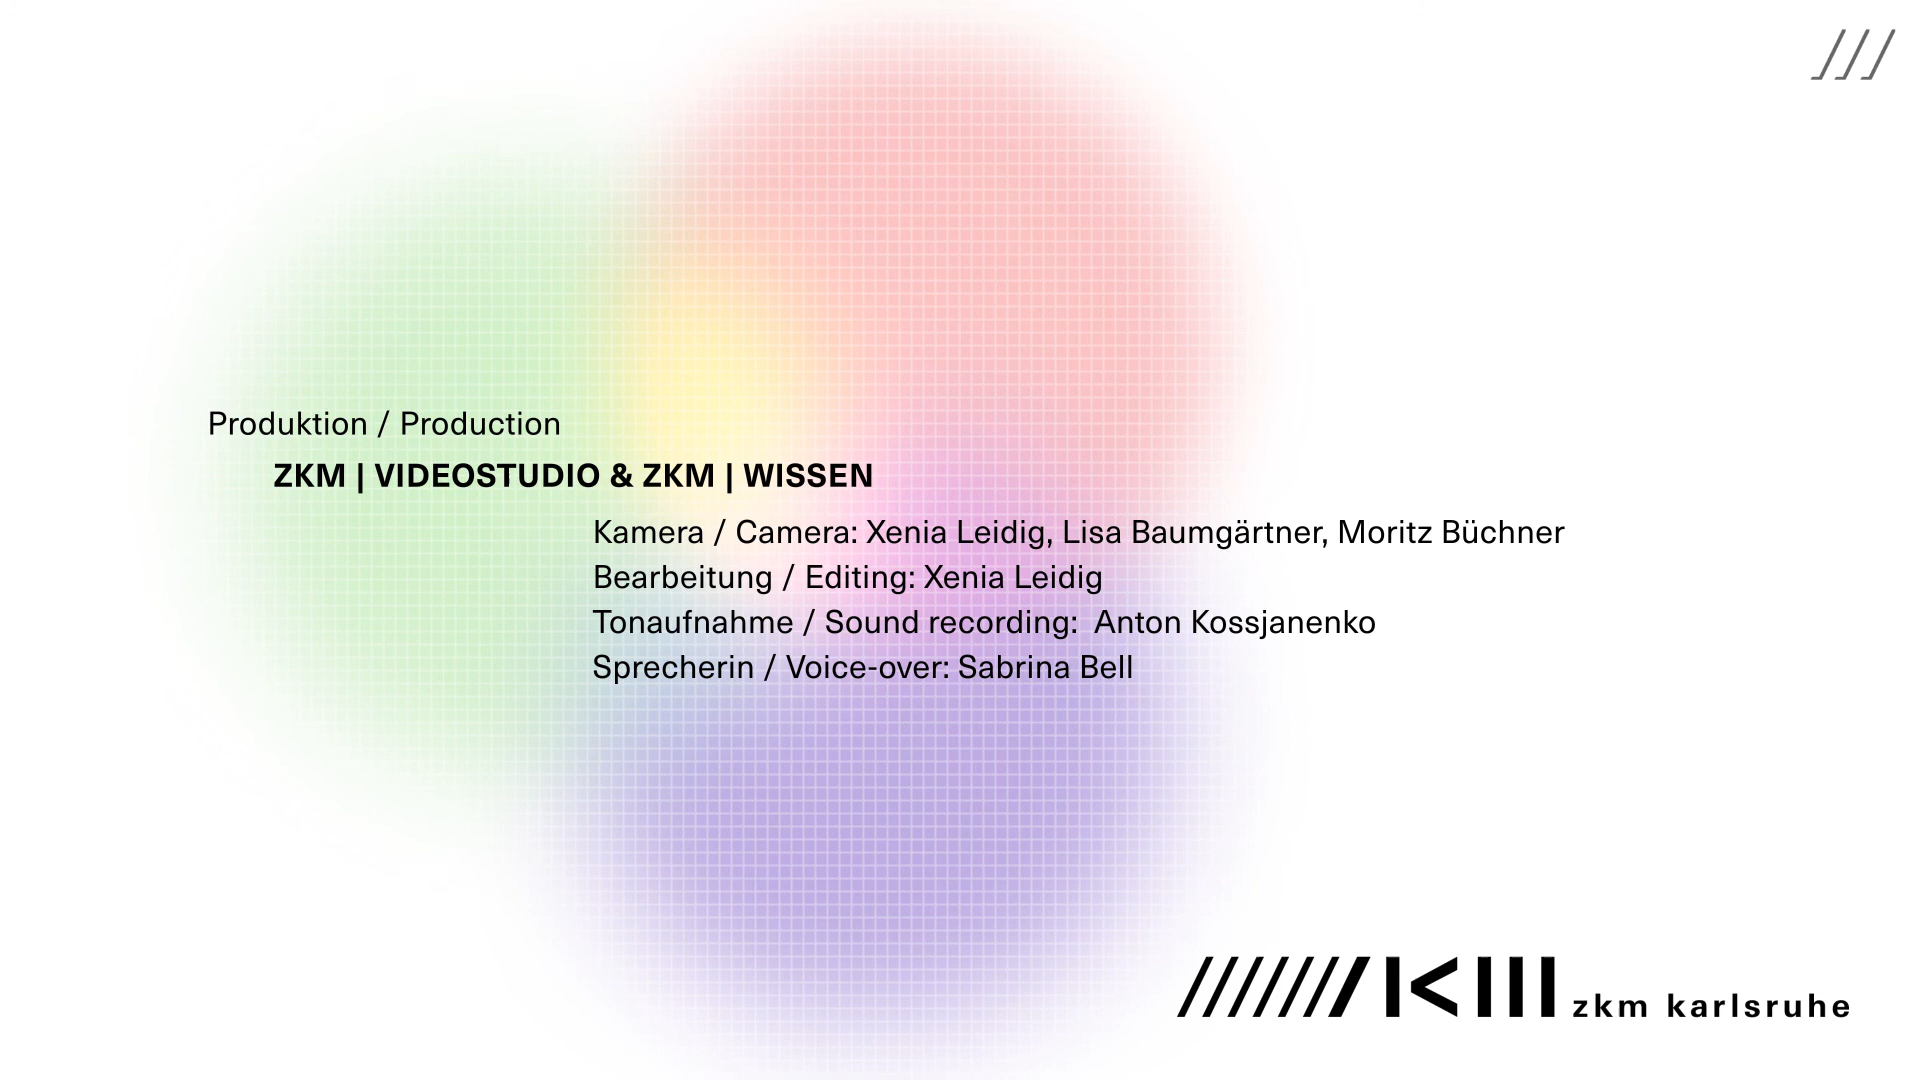 Produktion / Production
ZKM | VIDEOSTUDIO & ZKM | WISSEN
Kamera / Camera: Xenia Leidig, Lisa Baumgärtner, Moritz Büchner
Bearbeitung / Editing: Xenia Leidig
Tonaufnahme / Sound recording:  Anton Kossjanenko
Sprecherin / Voice-over: Sabrina Bell
zkm karlsruhe